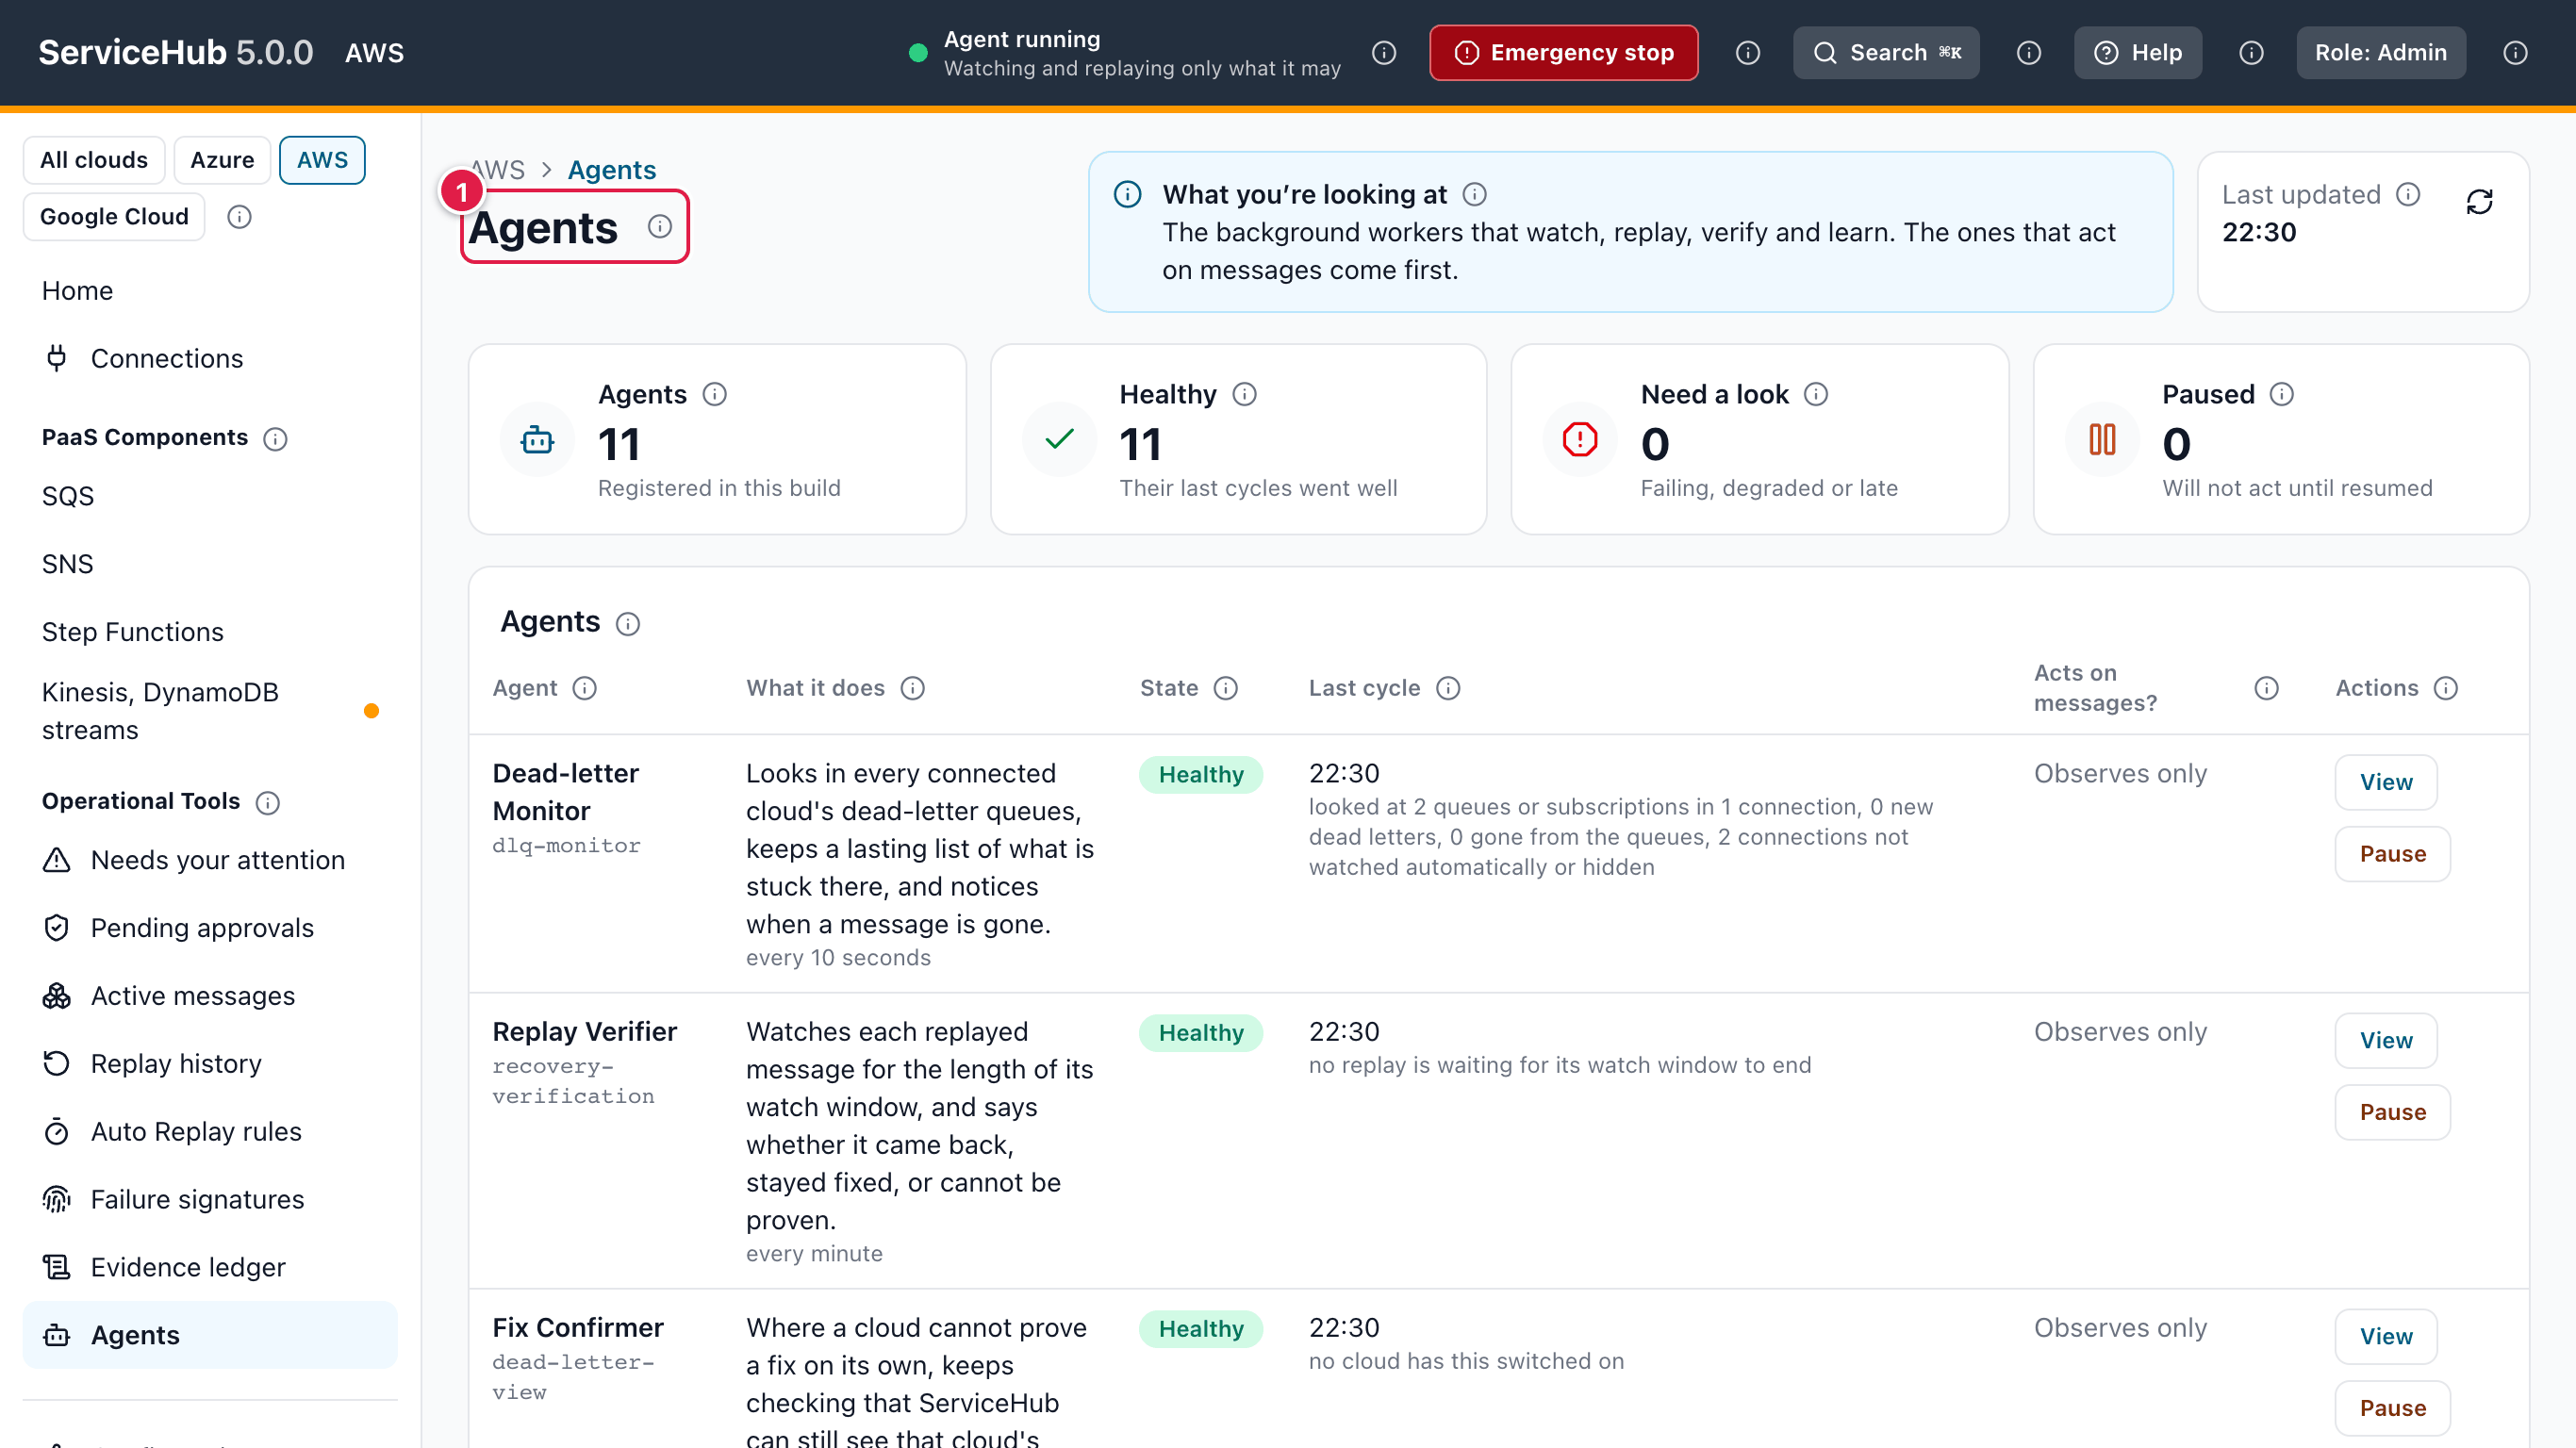 ServiceHub 5.0.0 AWS
Agent running
Watching and replaying only what it may
Emergency stop
Search ⌘K
Help
Role: Admin
All clouds
Azure
AWS
Google Cloud
Home
Connections
PaaS Components
SQS
SNS
Step Functions
Kinesis, DynamoDB
streams
Operational Tools
Needs your attention
Pending approvals
Active messages
Replay history
Auto Replay rules
Failure signatures
Evidence ledger
Agents
AWS > Agents
1
Agents
What you’re looking at
The background workers that watch, replay, verify and learn. The ones that act
on messages come first.
Last updated
22:30
Agents
11
Registered in this build
Healthy
11
Their last cycles went well
Need a look
0
Failing, degraded or late
Paused
0
Will not act until resumed
Agents
Agent
What it does
State
Last cycle
Acts on
messages?
Actions
Dead-letter
Monitor
dlq-monitor
Looks in every connected
cloud's dead-letter queues,
keeps a lasting list of what is
stuck there, and notices
when a message is gone.
every 10 seconds
Healthy
22:30
looked at 2 queues or subscriptions in 1 connection, 0 new
dead letters, 0 gone from the queues, 2 connections not
watched automatically or hidden
Observes only
View
Pause
Replay Verifier
recovery-
verification
Watches each replayed
message for the length of its
watch window, and says
whether it came back,
stayed fixed, or cannot be
proven.
every minute
Healthy
22:30
no replay is waiting for its watch window to end
Observes only
View
Pause
Fix Confirmer
dead-letter-
view
Where a cloud cannot prove
a fix on its own, keeps
checking that ServiceHub
can still see that cloud's
Healthy
22:30
no cloud has this switched on
Observes only
View
Pause